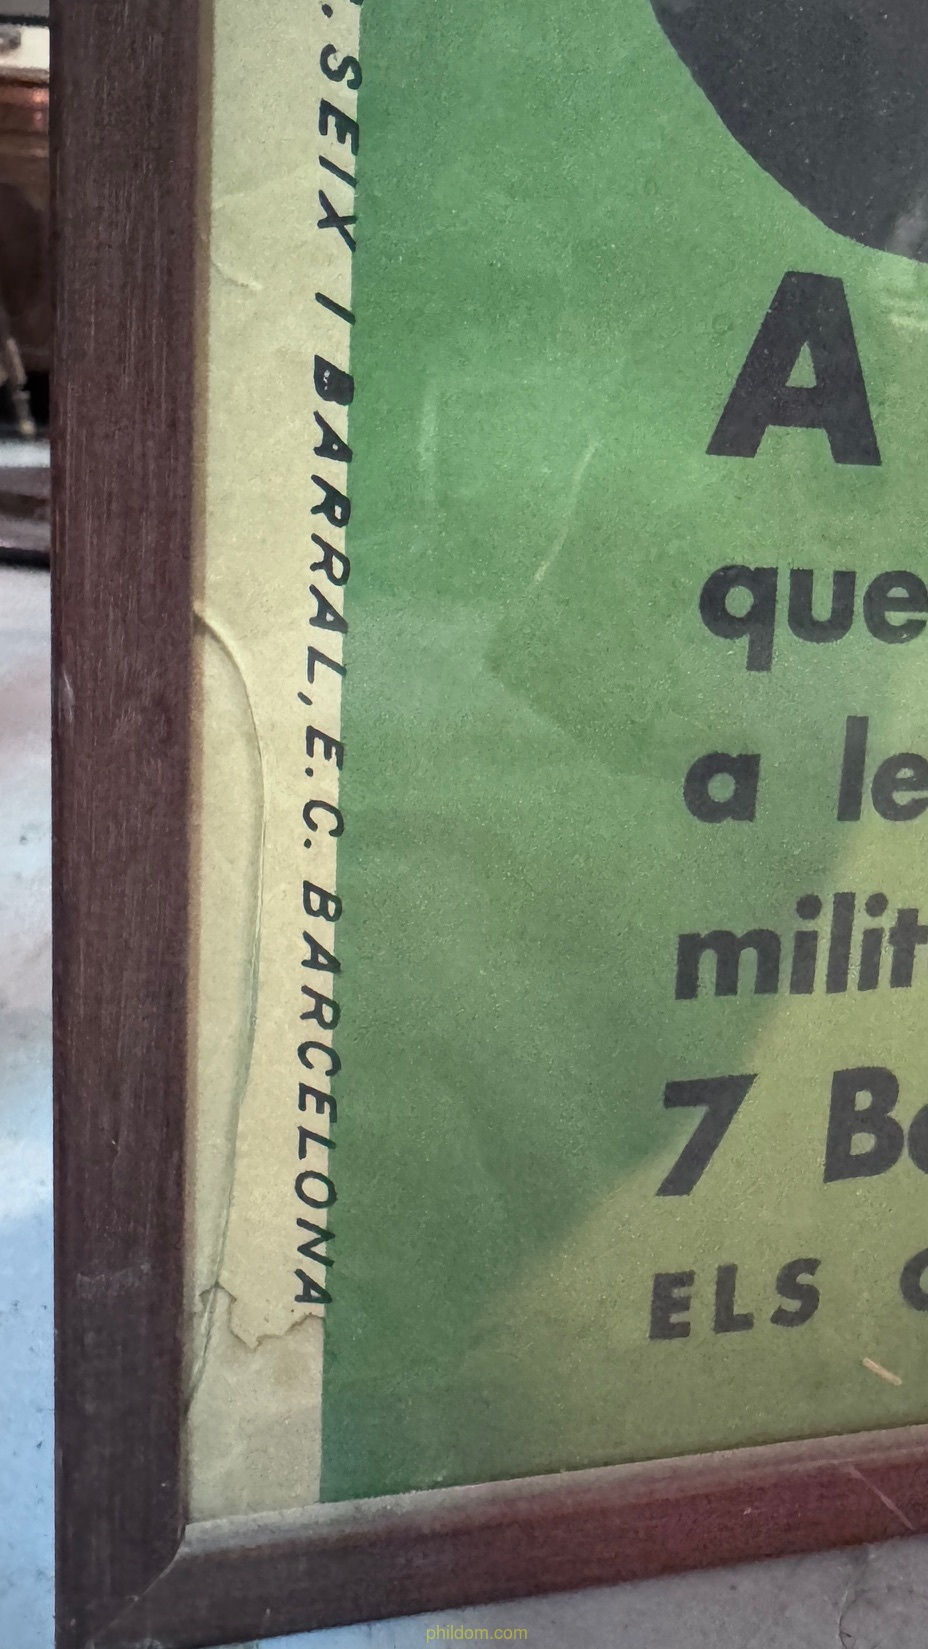 . SEIX I BARRAL, E. C. BARCELONA
A
que
a le
milit
7 B
ELS
phildom.com